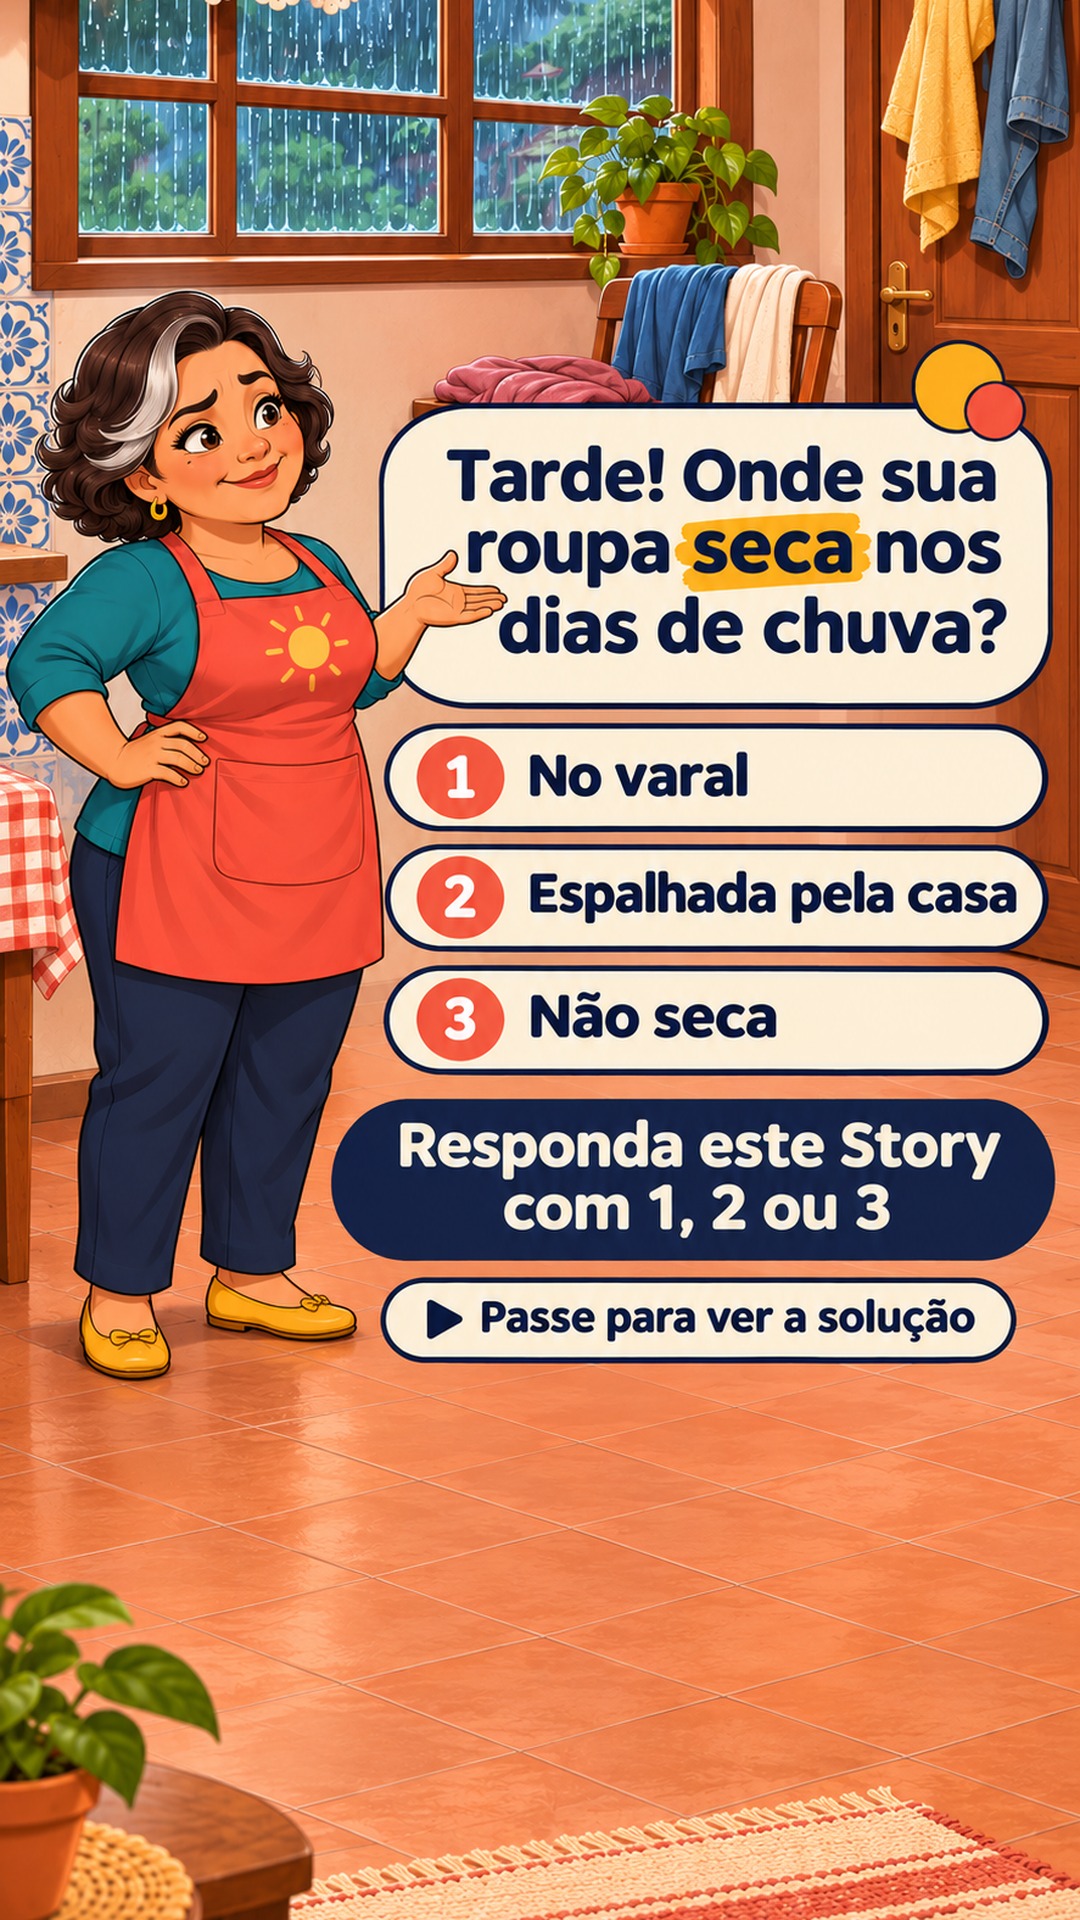 Tarde! Onde sua
roupa seca nos
dias de chuva?
1 No varal
2 Espalhada pela casa
3 Não seca
Responda este Story
com 1, 2 ou 3
Passe para ver a solução